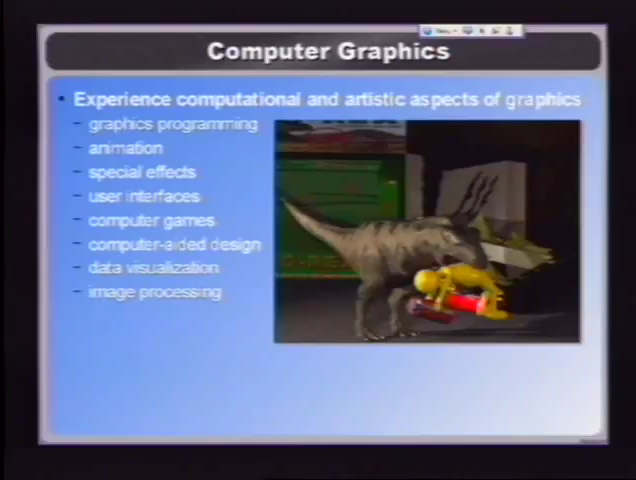 Computer Graphics
• Experience computational and artistic aspects of graphics
– graphics programming
– animation
– special effects
– user interfaces
– computer games
– computer-aided design
– data visualization
– image processing